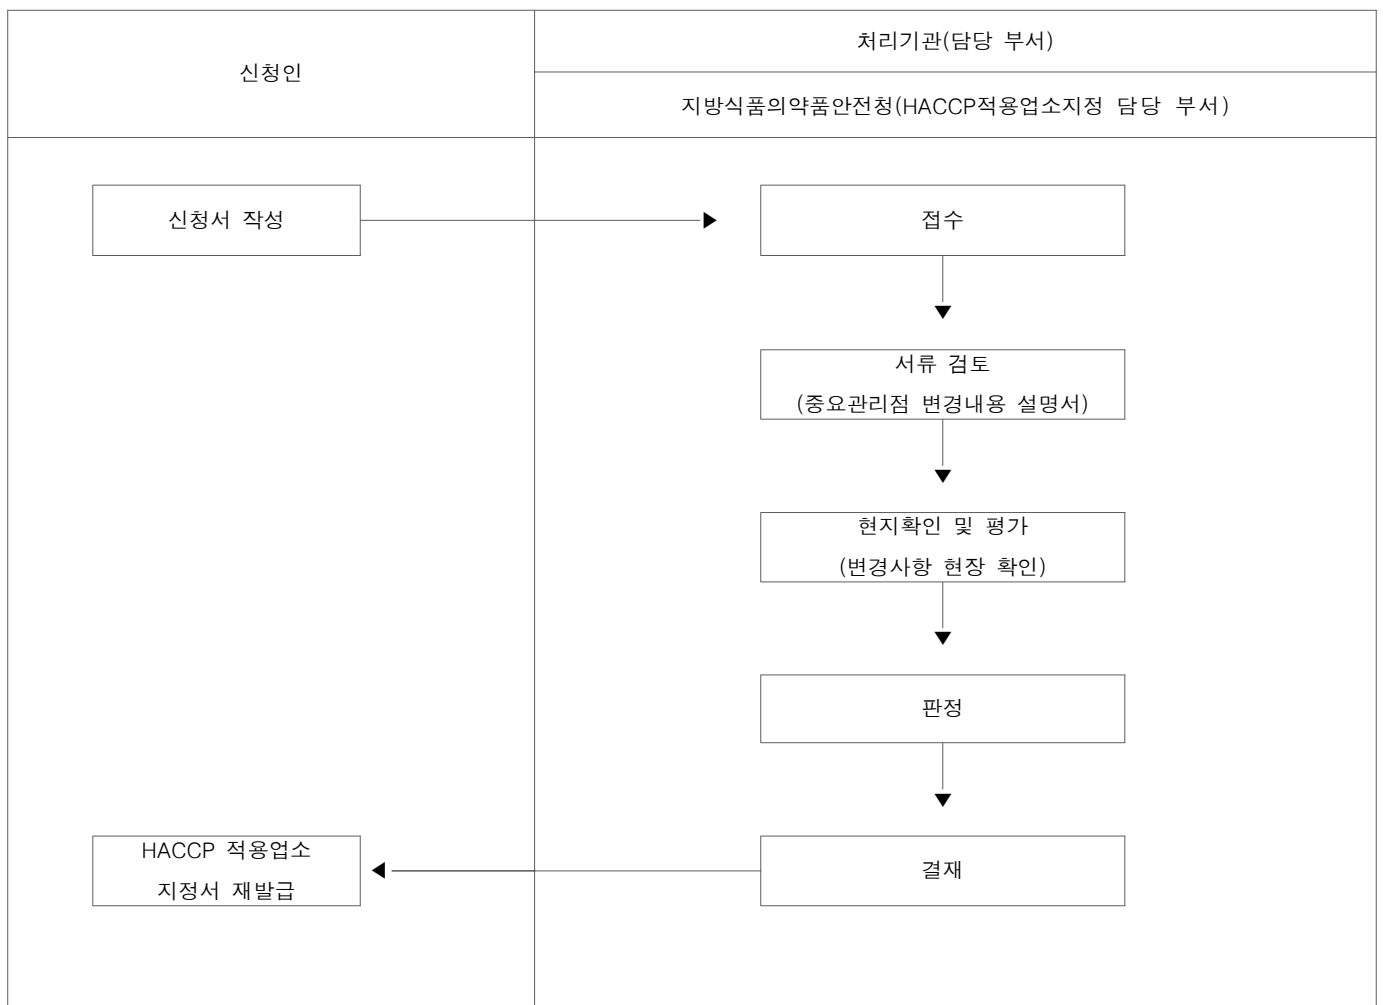 신청인
처리기관(담당 부서)
지방식품의약품안전청(HACCP적용업소지정 담당 부서)
신청서 작성
접수
서류 검토
(중요관리점 변경내용 설명서)
현지확인 및 평가
(변경사항 현장 확인)
판정
결재
HACCP 적용업소
지정서 재발급